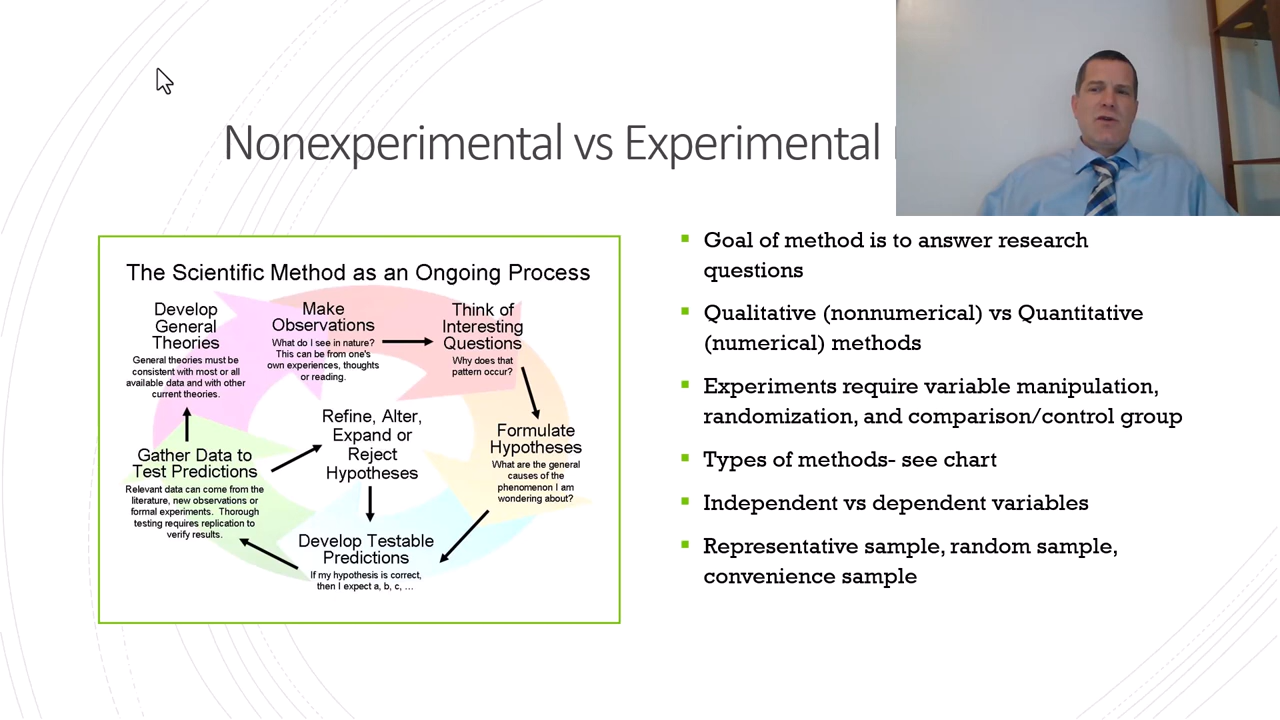 Nonexperimental vs Experimental
The Scientific Method as an Ongoing Process
Develop
General
Theories
General theories must be
consistent with most or all
available data and with other
current theories.
Make
Observations
What do I see in nature?
This can be from one's
own experiences, thoughts
or reading.
Think of
Interesting
Questions
Why does that
pattern occur?
Refine, Alter,
Expand or
Reject
Hypotheses
Formulate
Hypotheses
What are the general
causes of the
phenomenon I am
wondering about?
Gather Data to
Test Predictions
Relevant data can come from the
literature, new observations or
formal experiments. Thorough
testing requires replication to
verify results.
Develop Testable
Predictions
If my hypothesis is correct,
then I expect a, b, c, ...
Goal of method is to answer research
questions
Qualitative (nonnumerical) vs Quantitative
(numerical) methods
Experiments require variable manipulation,
randomization, and comparison/control group
Types of methods- see chart
Independent vs dependent variables
Representative sample, random sample,
convenience sample